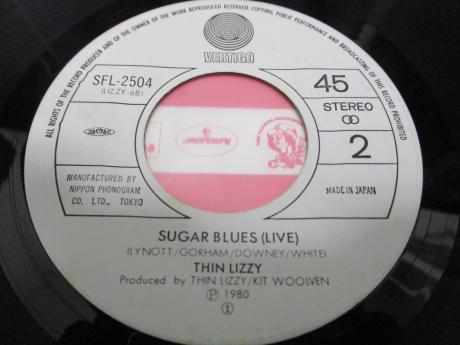 ALL RIGHTS OF THE RECORD PRODUCER AND OF THE OWNER OF THE WORK REPRODUCED RESERVED. COPYING, PUBLIC PERFORMANCE AND BROADCASTING OF THIS RECORD PROHIBITED
VERTIGO
SFL-2504
(LIZZY-6B)
45
STEREO
2
JASRAC
mercury
MANUFACTURED BY
NIPPON PHONOGRAM
CO. LTD., TOKYO
MADE IN JAPAN
SUGAR BLUES (LIVE)
(LYNOTT/GORHAM/DOWNEY/WHITE)
THIN LIZZY
Produced by THIN LIZZY/KIT WOOLVEN
Ⓟ 1980
①